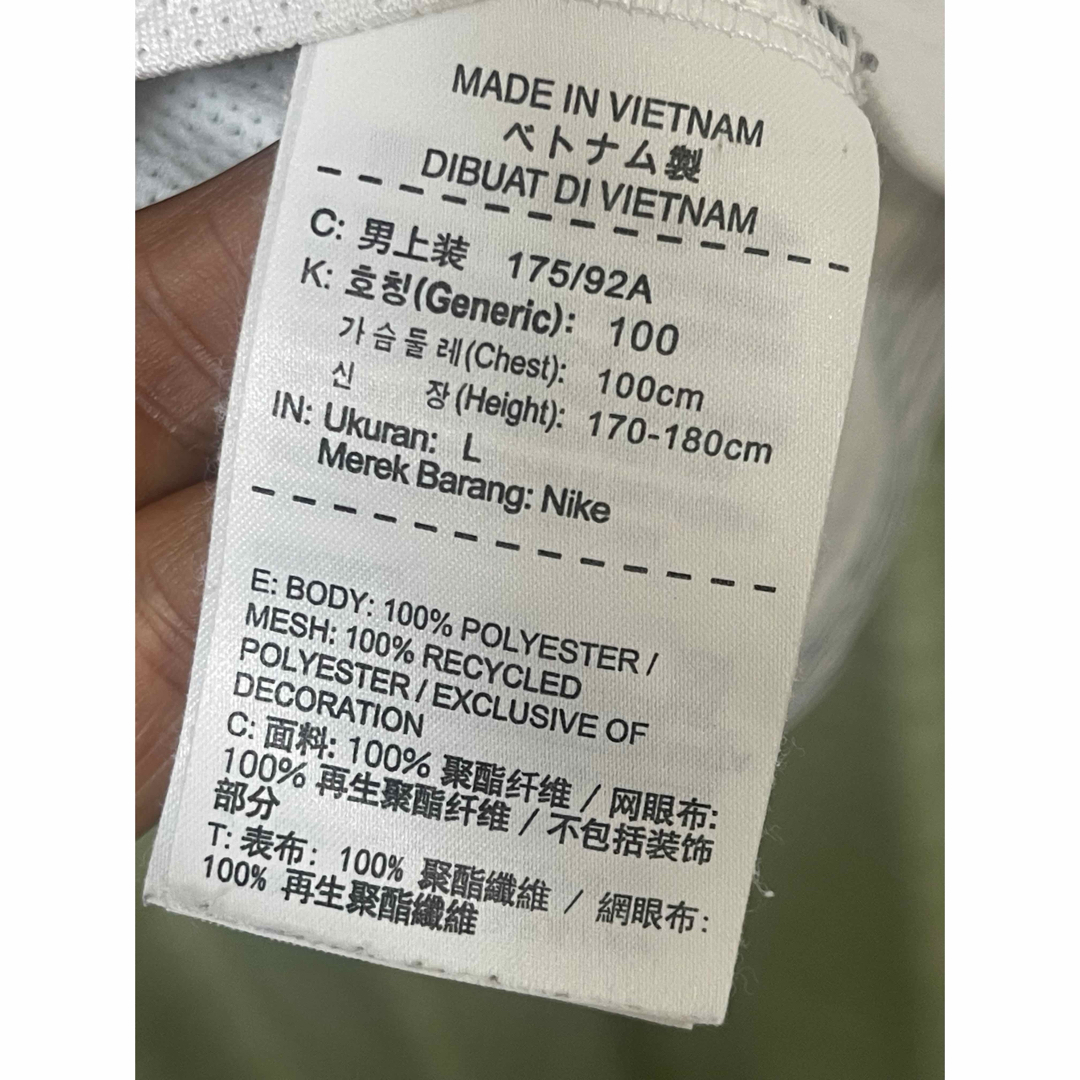 MADE IN VIETNAM
ベトナム製
DIBUAT DI VIETNAM
C: 男上装 175/92A
K: 호칭(Generic): 100
가슴둘레(Chest): 100cm
신 장(Height): 170-180cm
IN: Ukuran: L
Merek Barang: Nike
E: BODY: 100% POLYESTER /
MESH: 100% RECYCLED
POLYESTER / EXCLUSIVE OF
DECORATION
C: 面料: 100% 聚酯纤维 / 网眼布:
100% 再生聚酯纤维 / 不包括装饰
部分
T: 表布: 100% 聚酯纖維 / 網眼布:
100% 再生聚酯纖維